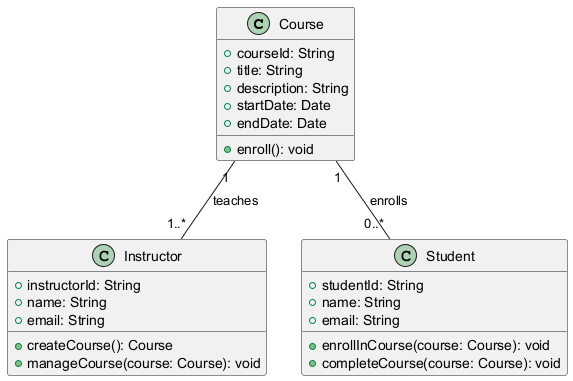 C Course
courseId: String
title: String
description: String
startDate: Date
endDate: Date
enroll(): void
1
1
teaches
enrolls
1..*
0..*
C Instructor
instructorId: String
name: String
email: String
createCourse(): Course
manageCourse(course: Course): void
C Student
studentId: String
name: String
email: String
enrollInCourse(course: Course): void
completeCourse(course: Course): void